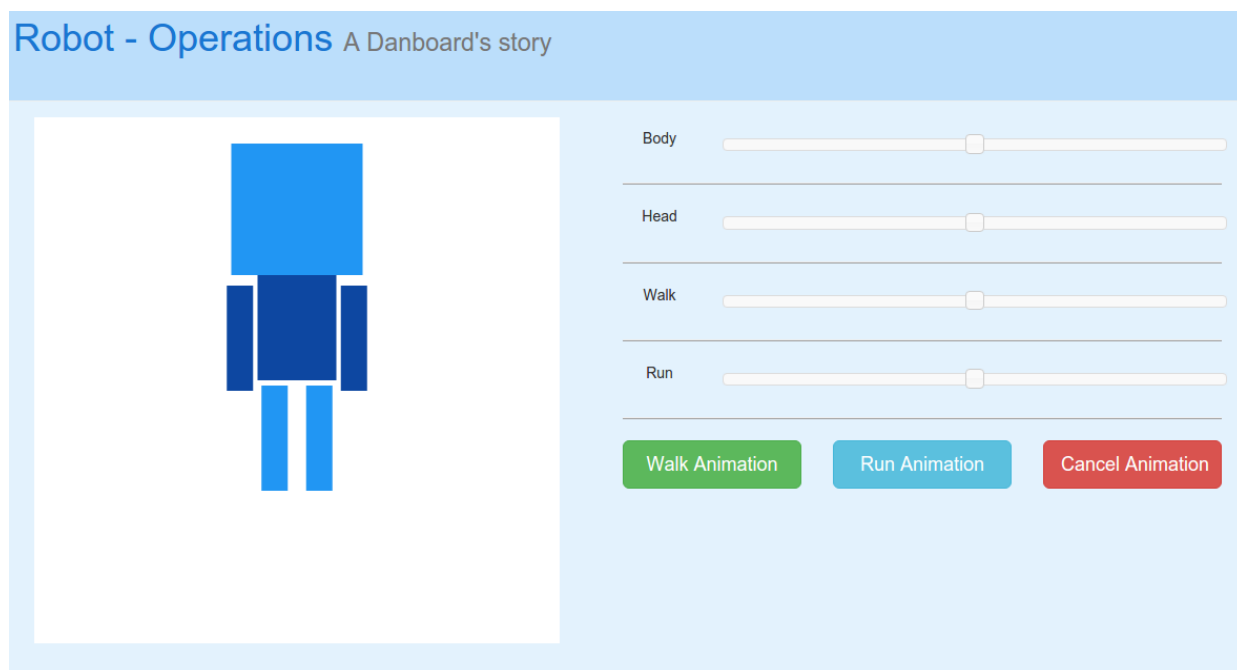 Robot - Operations A Danboard's story
Body
Head
Walk
Run
Walk Animation Run Animation Cancel Animation